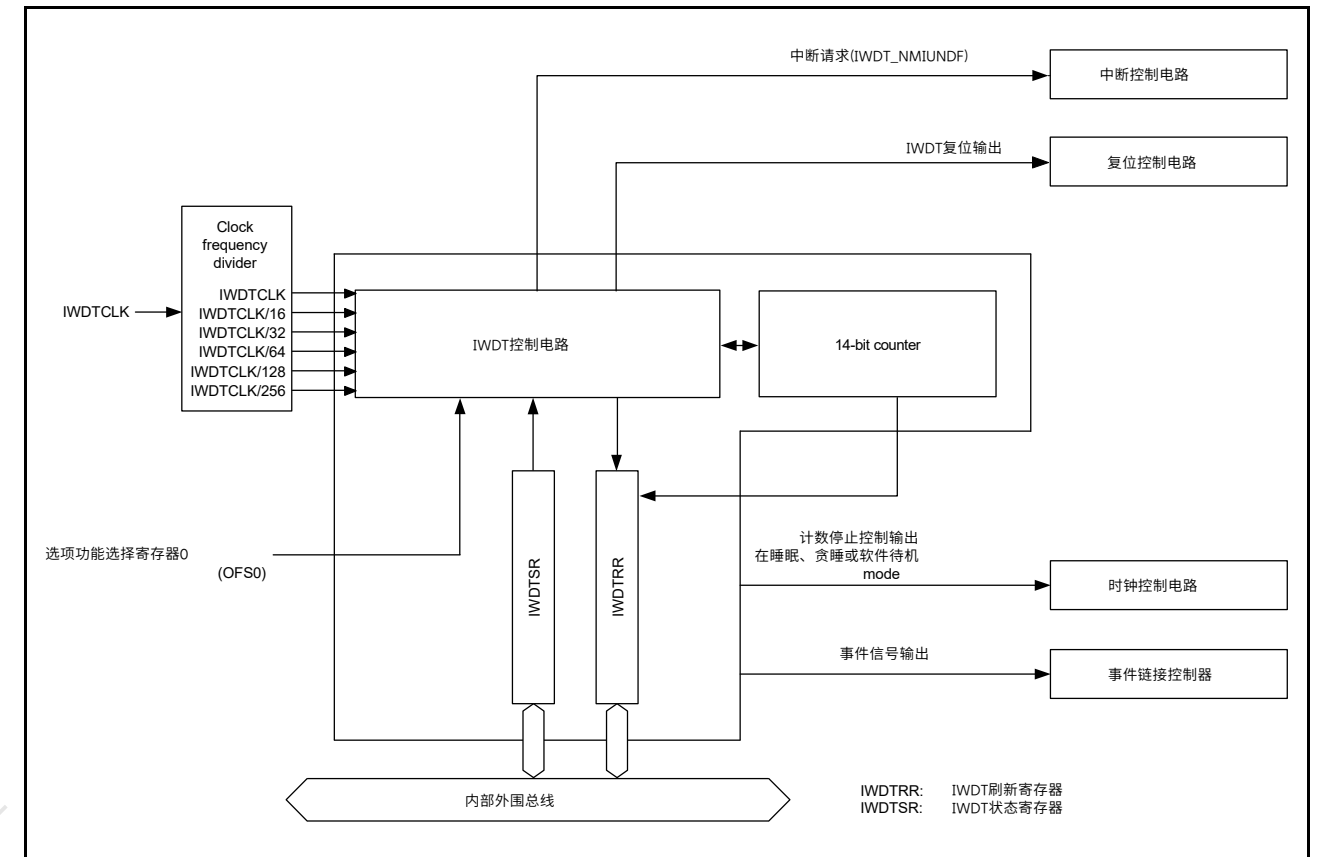 中断请求(IWDT_NMIUNDF)
中断控制电路
IWDT复位输出
复位控制电路
Clock
frequency
divider
IWDTCLK
IWDTCLK
IWDTCLK/16
IWDTCLK/32
IWDTCLK/64
IWDTCLK/128
IWDTCLK/256
IWDT控制电路
14-bit counter
选项功能选择寄存器0
(OFS0)
IWDTSR
IWDTRR
计数停止控制输出
在睡眠、贪睡或软件待机
mode
时钟控制电路
事件信号输出
事件链接控制器
内部外围总线
IWDTRR: IWDT刷新寄存器
IWDTSR: IWDT状态寄存器